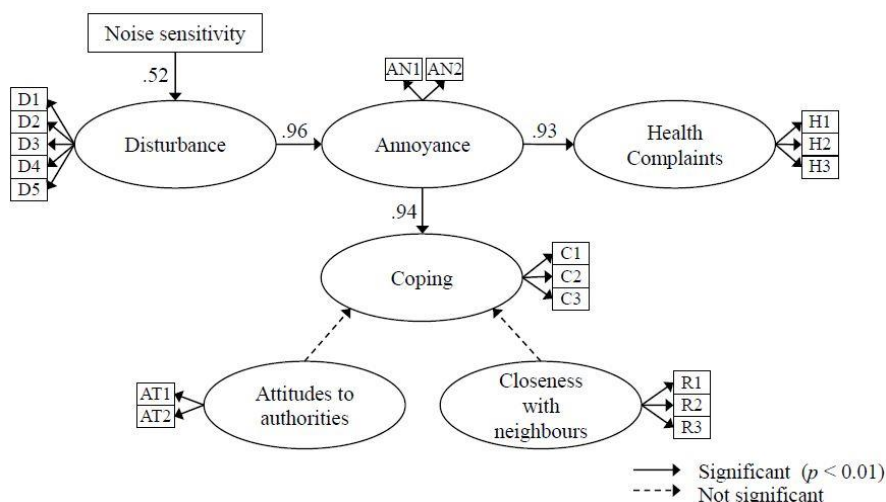 Noise sensitivity
.52
AN1 AN2
D1
D2
D3
D4
D5
Disturbance
.96
Annoyance
.93
Health
Complaints
H1
H2
H3
.94
Coping
C1
C2
C3
AT1
AT2
Attitudes to
authorities
Closeness
with
neighbours
R1
R2
R3
Significant (p < 0.01)
Not significant